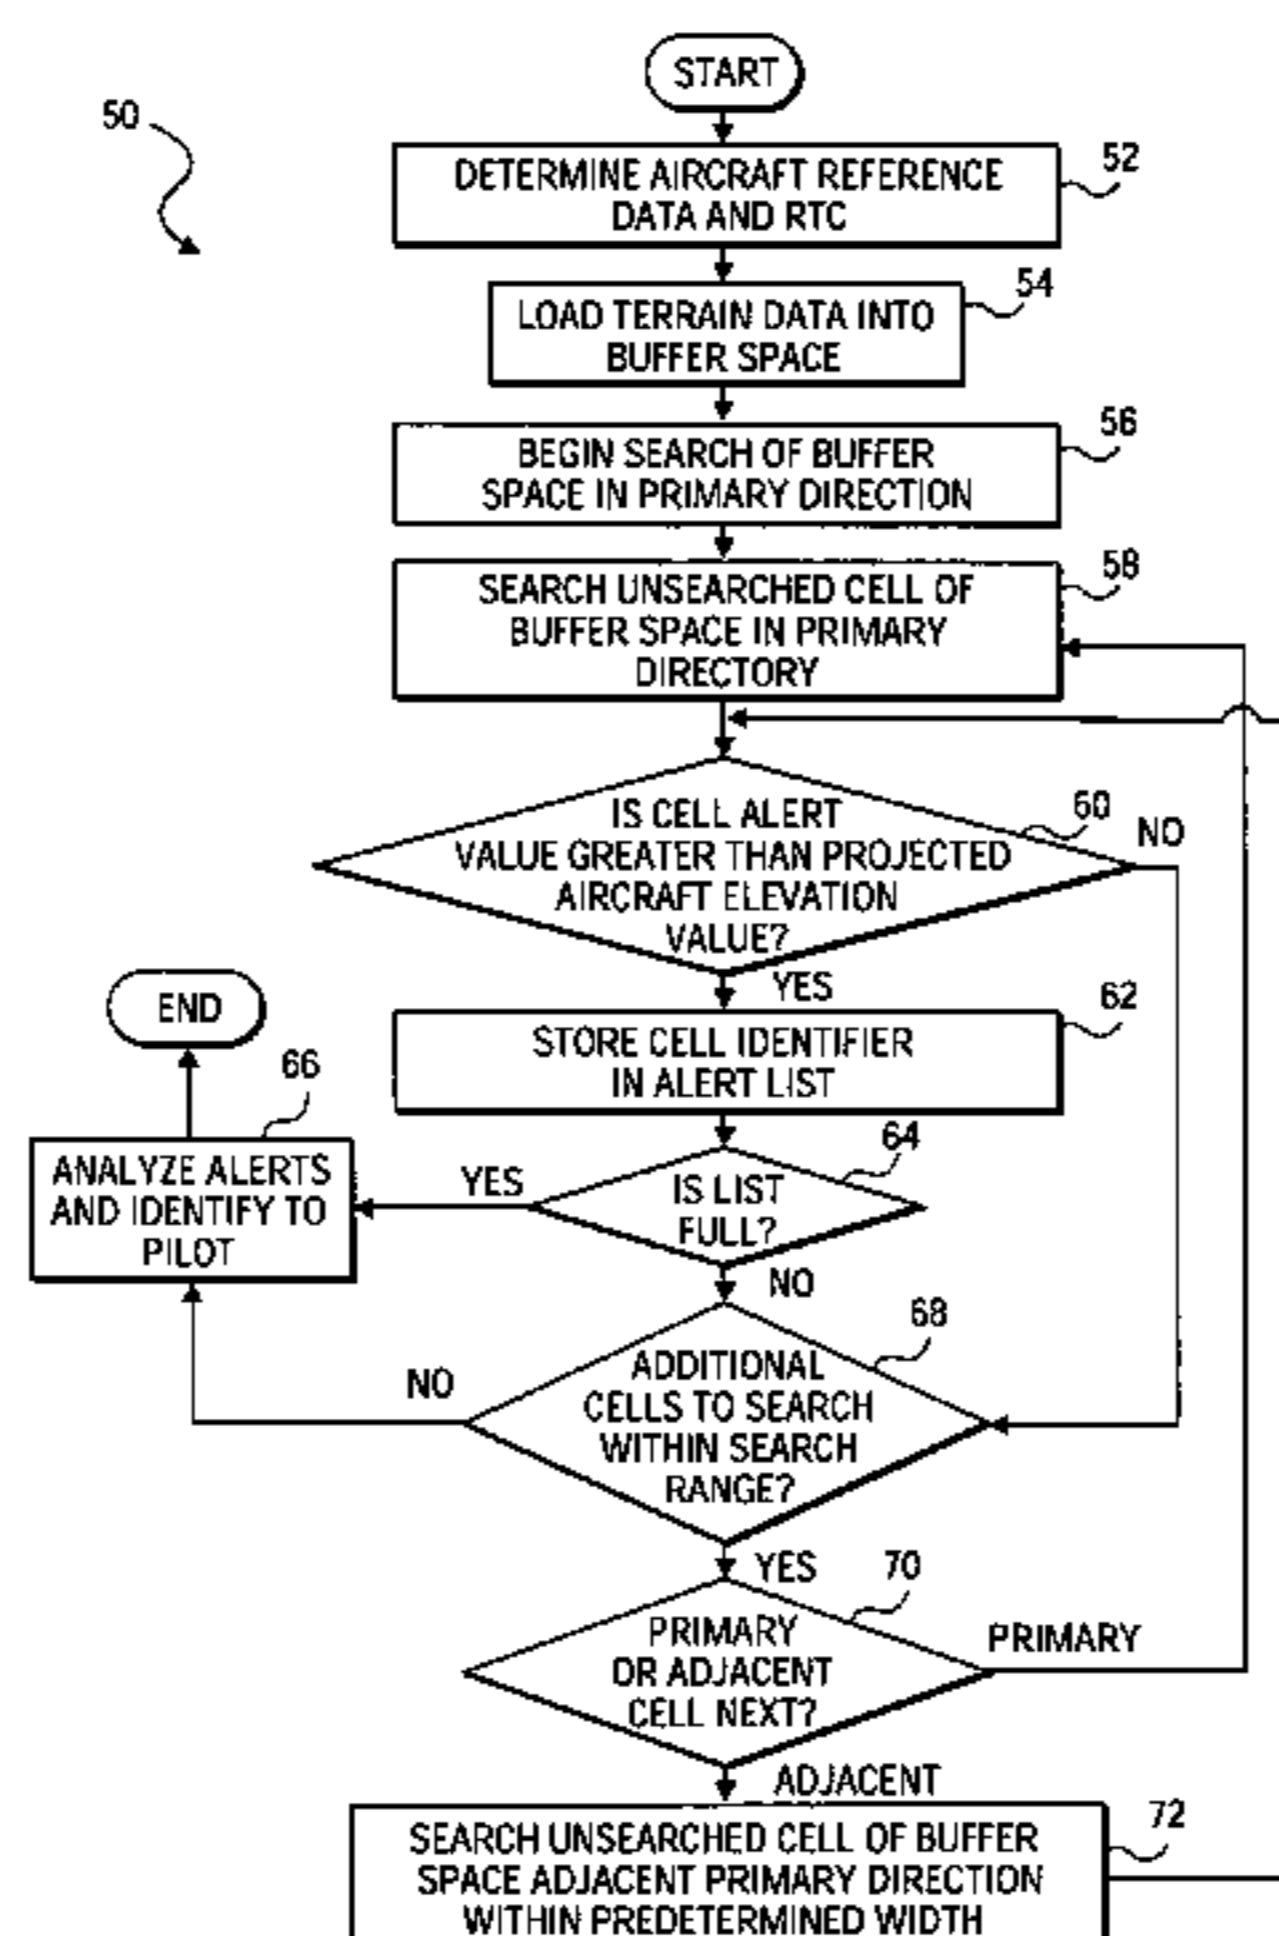 START
50
DETERMINE AIRCRAFT REFERENCE
DATA AND RTC
52
LOAD TERRAIN DATA INTO
BUFFER SPACE
54
BEGIN SEARCH OF BUFFER
SPACE IN PRIMARY DIRECTION
56
SEARCH UNSEARCHED CELL OF
BUFFER SPACE IN PRIMARY
DIRECTORY
58
IS CELL ALERT
VALUE GREATER THAN PROJECTED
AIRCRAFT ELEVATION
VALUE?
60
NO
YES
STORE CELL IDENTIFIER
IN ALERT LIST
62
END
66
ANALYZE ALERTS
AND IDENTIFY TO
PILOT
YES
IS LIST
FULL?
64
NO
NO
ADDITIONAL
CELLS TO SEARCH
WITHIN SEARCH
RANGE?
68
YES
PRIMARY
OR ADJACENT
CELL NEXT?
70
PRIMARY
ADJACENT
SEARCH UNSEARCHED CELL OF BUFFER
SPACE ADJACENT PRIMARY DIRECTION
WITHIN PREDETERMINED WIDTH
72